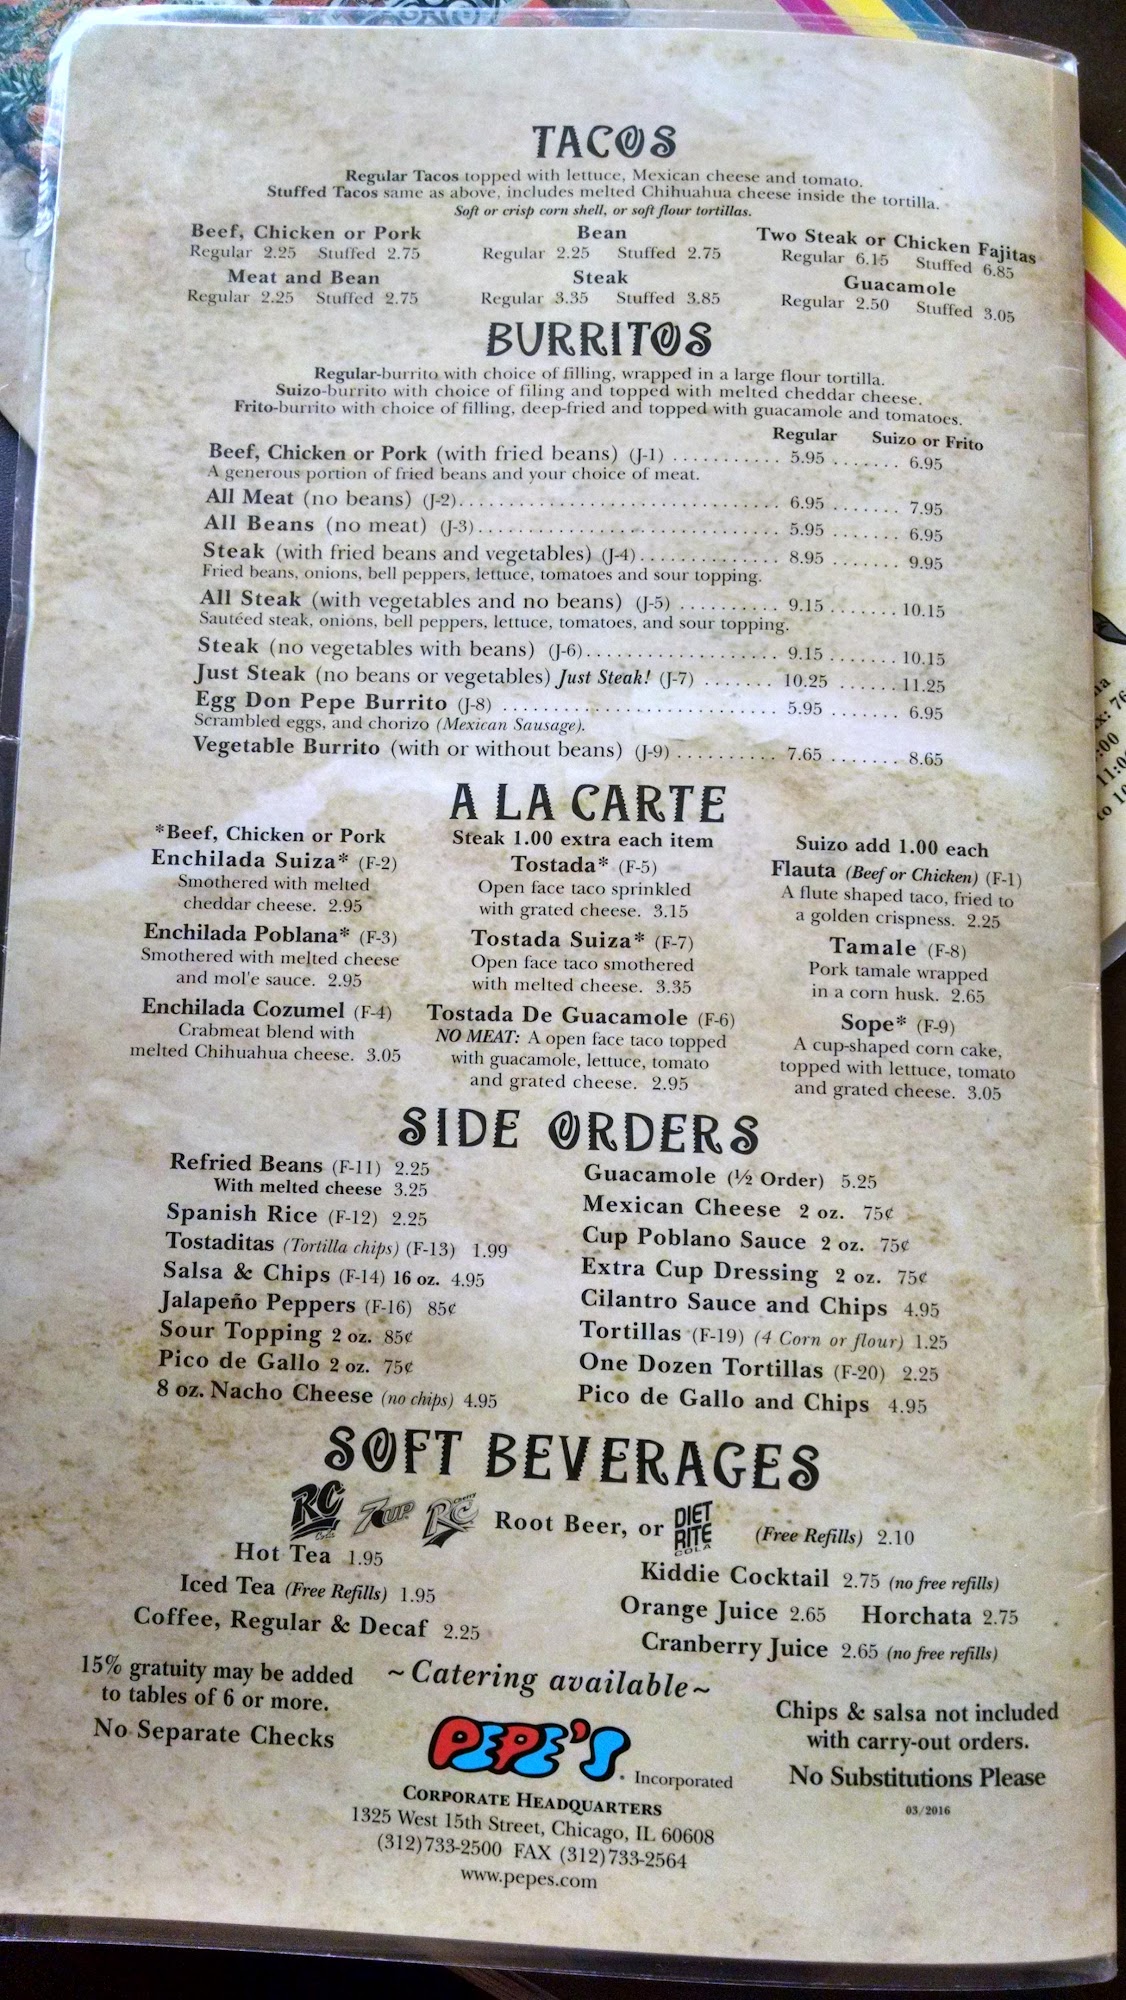 TACOS
Regular Tacos topped with lettuce, Mexican cheese and tomato.
Stuffed Tacos same as above, includes melted Chihuahua cheese inside the tortilla.
Soft or crisp corn shell, or soft flour tortillas.
Beef, Chicken or Pork
Regular 2.25 Stuffed 2.75
Meat and Bean
Regular 2.25 Stuffed 2.75
Bean
Regular 2.25 Stuffed 2.75
Steak
Regular 3.35 Stuffed 3.85
Two Steak or Chicken Fajitas
Regular 6.15 Stuffed 6.85
Guacamole
Regular 2.50 Stuffed 3.05
BURRITOS
Regular-burrito with choice of filling, wrapped in a large flour tortilla.
Suizo-burrito with choice of filing and topped with melted cheddar cheese.
Frito-burrito with choice of filling, deep-fried and topped with guacamole and tomatoes.
Regular Suizo or Frito
Beef, Chicken or Pork (with fried beans) (J-1) ........... 5.95 ....... 6.95
A generous portion of fried beans and your choice of meat.
All Meat (no beans) (J-2)............................... 6.95 ....... 7.95
All Beans (no meat) (J-3)............................. 5.95 ....... 6.95
Steak (with fried beans and vegetables) (J-4)............. 8.95 ....... 9.95
Fried beans, onions, bell peppers, lettuce, tomatoes and sour topping.
All Steak (with vegetables and no beans) (J-5) .......... 9.15 ....... 10.15
Sautéed steak, onions, bell peppers, lettuce, tomatoes, and sour topping.
Steak (no vegetables with beans) (J-6)................... 9.15 ....... 10.15
Just Steak (no beans or vegetables) Just Steak! (J-7) ....... 10.25 ....... 11.25
Egg Don Pepe Burrito (J-8) ........................... 5.95 ....... 6.95
Scrambled eggs, and chorizo (Mexican Sausage).
Vegetable Burrito (with or without beans) (J-9) .......... 7.65 ....... 8.65
A LA CARTE
*Beef, Chicken or Pork
Enchilada Suiza* (F-2)
Smothered with melted
cheddar cheese. 2.95
Enchilada Poblana* (F-3)
Smothered with melted cheese
and mol'e sauce. 2.95
Enchilada Cozumel (F-4)
Crabmeat blend with
melted Chihuahua cheese. 3.05
Steak 1.00 extra each item
Tostada* (F-5)
Open face taco sprinkled
with grated cheese. 3.15
Tostada Suiza* (F-7)
Open face taco smothered
with melted cheese. 3.35
Tostada De Guacamole (F-6)
NO MEAT: A open face taco topped
with guacamole, lettuce, tomato
and grated cheese. 2.95
Suizo add 1.00 each
Flauta (Beef or Chicken) (F-1)
A flute shaped taco, fried to
a golden crispness. 2.25
Tamale (F-8)
Pork tamale wrapped
in a corn husk. 2.65
Sope* (F-9)
A cup-shaped corn cake,
topped with lettuce, tomato
and grated cheese. 3.05
SIDE ORDERS
Refried Beans (F-11) 2.25
With melted cheese 3.25
Spanish Rice (F-12) 2.25
Tostaditas (Tortilla chips) (F-13) 1.99
Salsa & Chips (F-14) 16 oz. 4.95
Jalapeño Peppers (F-16) 85¢
Sour Topping 2 oz. 85¢
Pico de Gallo 2 oz. 75¢
8 oz. Nacho Cheese (no chips) 4.95
Guacamole (½ Order) 5.25
Mexican Cheese 2 oz. 75¢
Cup Poblano Sauce 2 oz. 75¢
Extra Cup Dressing 2 oz. 75¢
Cilantro Sauce and Chips 4.95
Tortillas (F-19) (4 Corn or flour) 1.25
One Dozen Tortillas (F-20) 2.25
Pico de Gallo and Chips 4.95
SOFT BEVERAGES
RC Cola 7UP Cherry RC Root Beer, or DIET RITE COLA (Free Refills) 2.10
Hot Tea 1.95
Iced Tea (Free Refills) 1.95
Coffee, Regular & Decaf 2.25
Kiddie Cocktail 2.75 (no free refills)
Orange Juice 2.65 Horchata 2.75
Cranberry Juice 2.65 (no free refills)
15% gratuity may be added
to tables of 6 or more.
No Separate Checks
~Catering available~
PEPE'S Incorporated
CORPORATE HEADQUARTERS
1325 West 15th Street, Chicago, IL 60608
(312)733-2500 FAX (312)733-2564
www.pepes.com
Chips & salsa not included
with carry-out orders.
No Substitutions Please
03/2016